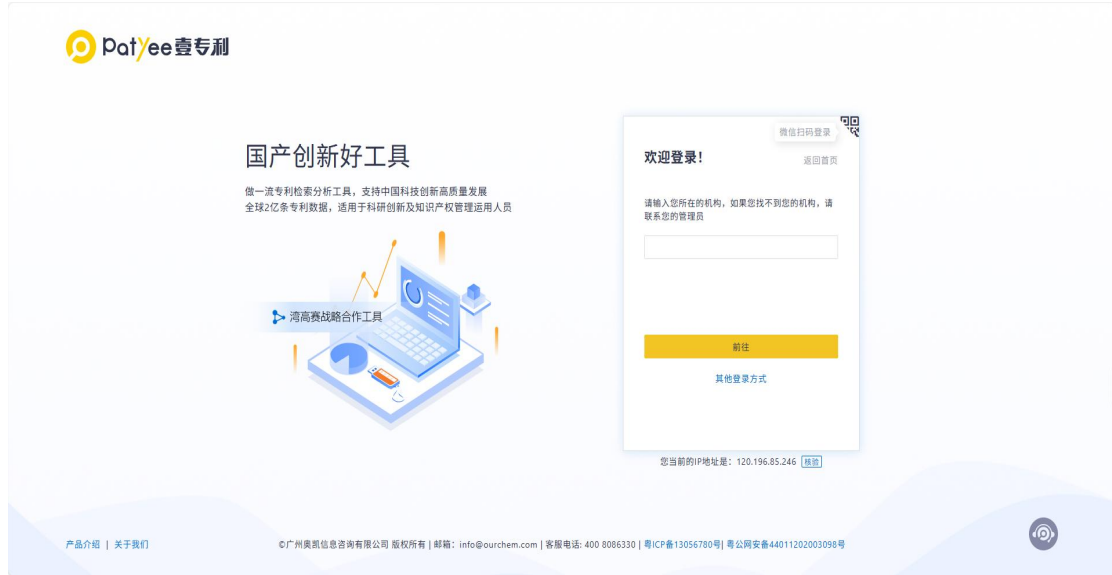 Patyee壹专利
微信扫码登录
国产创新好工具
欢迎登录！
返回首页
做一流专利检索分析工具，支持中国科技创新高质量发展
全球2亿条专利数据，适用于科研创新及知识产权管理运用人员
请输入您所在的机构，如果您找不到您的机构，请
联系您的管理员
湾高赛战略合作工具
前往
其他登录方式
您当前的IP地址是：120.196.85.246 核验
产品介绍 | 关于我们
©广州奥凯信息咨询有限公司 版权所有 | 邮箱：info@ourchem.com | 客服电话: 400 8086330 | 粤ICP备13056780号| 粤公网安备44011202003098号